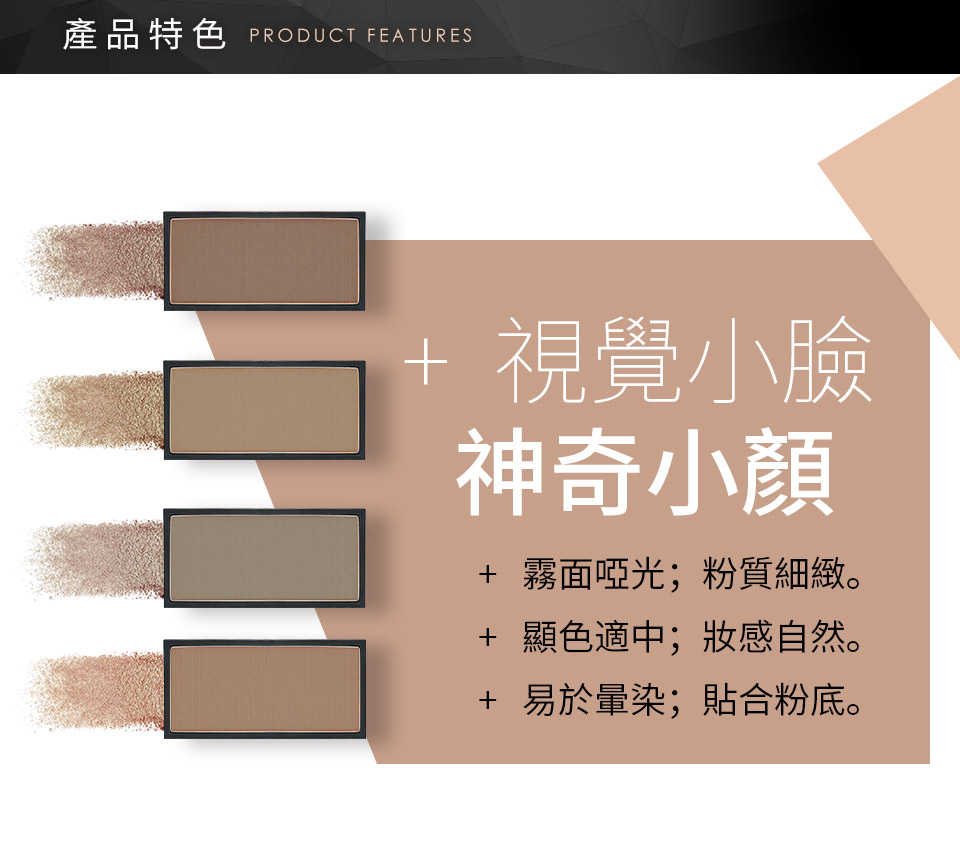 產品特色 PRODUCT FEATURES
+ 視覺小臉
神奇小顏
+ 霧面啞光；粉質細緻。
+ 顯色適中；妝感自然。
+ 易於暈染；貼合粉底。